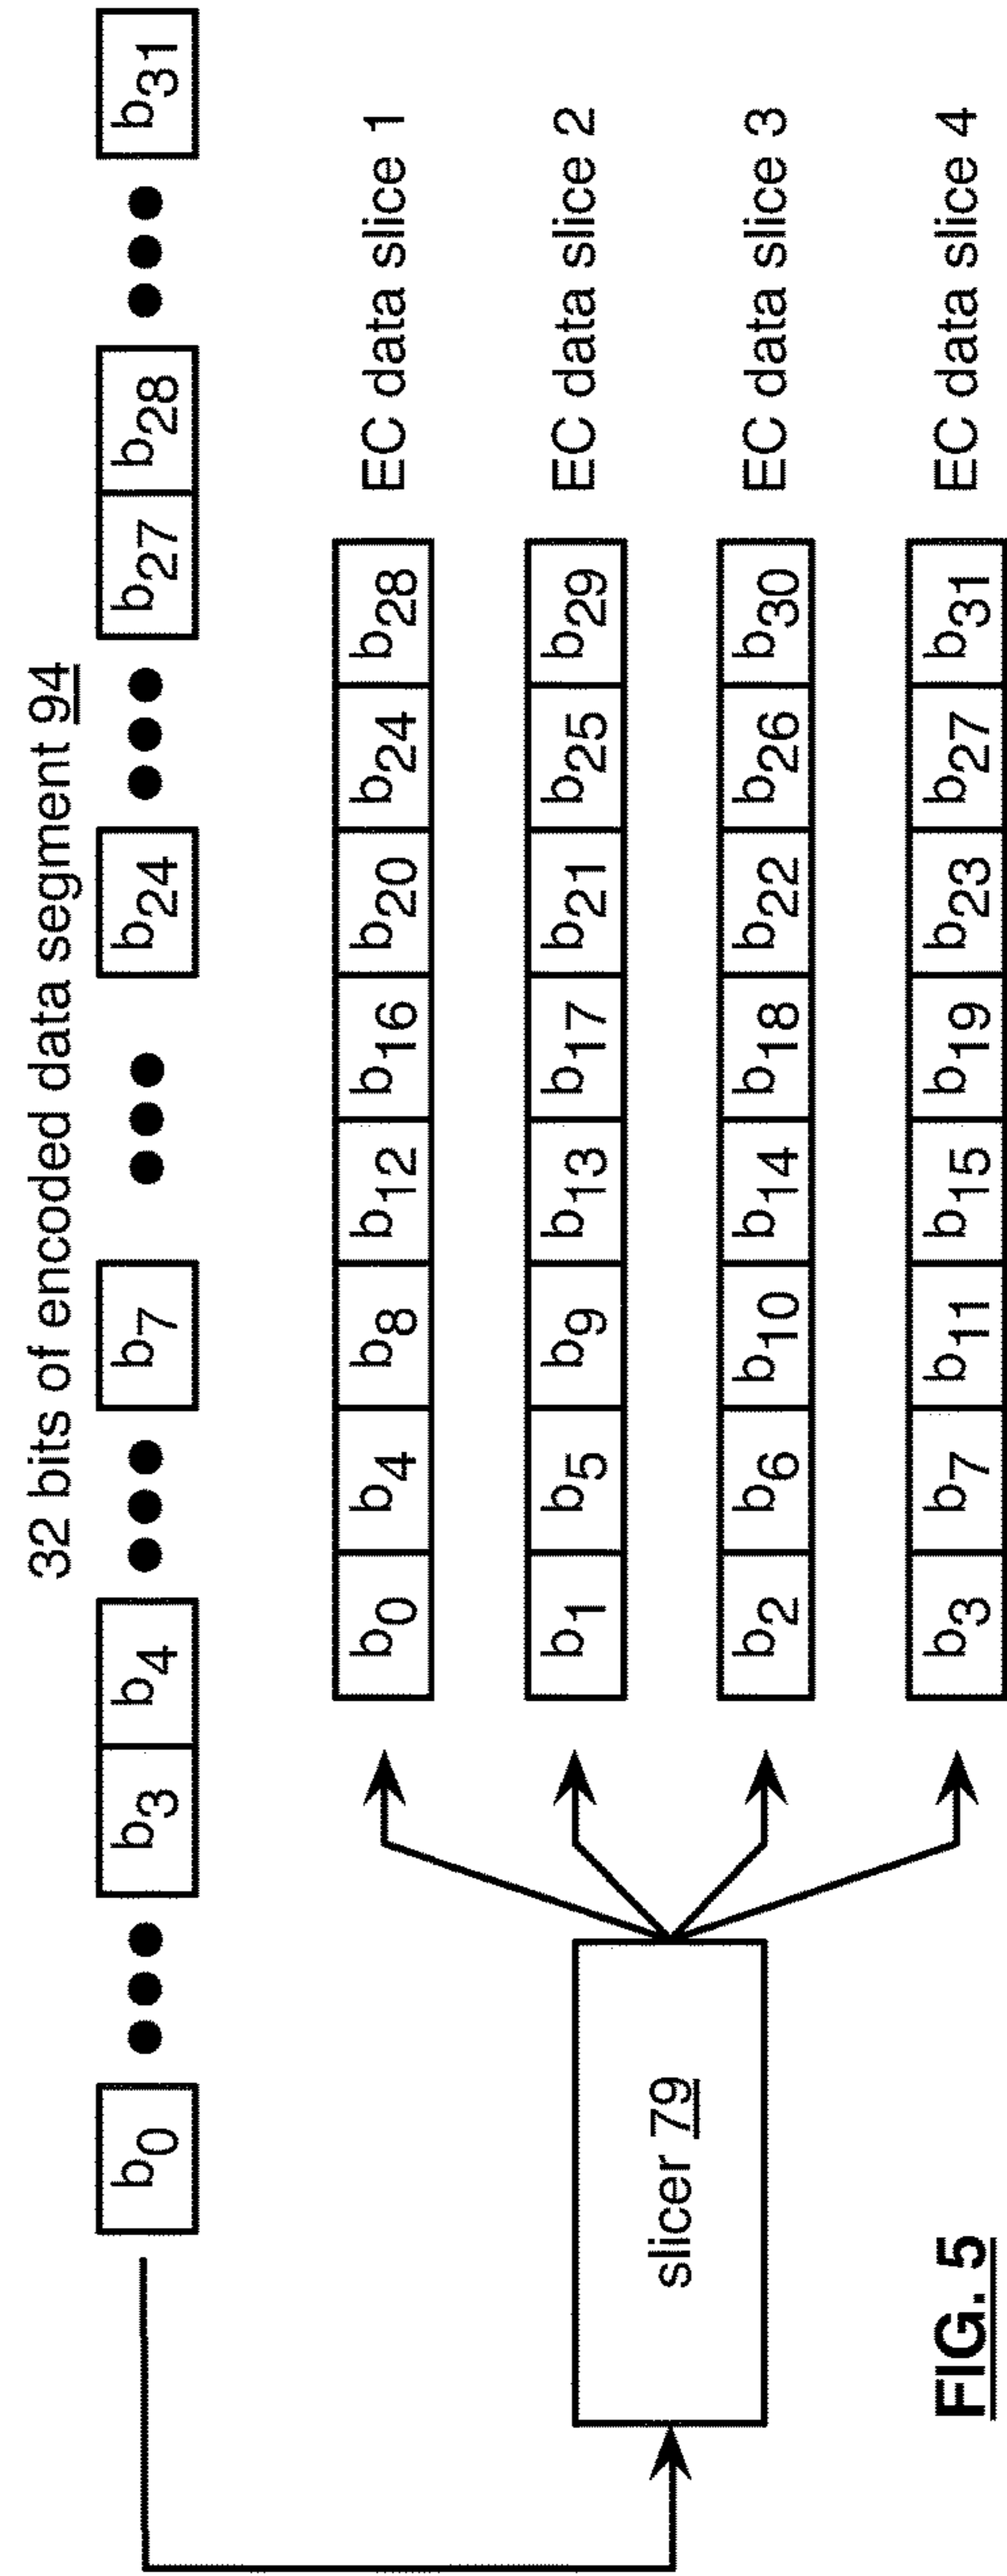 32 bits of encoded data segment 94
b0 b3 b4 b7 b24 b27 b28 b31
b0 b4 b8 b12 b16 b20 b24 b28 EC data slice 1
b1 b5 b9 b13 b17 b21 b25 b29 EC data slice 2
slicer 79
b2 b6 b10 b14 b18 b22 b26 b30 EC data slice 3
b3 b7 b11 b15 b19 b23 b27 b31 EC data slice 4
FIG. 5